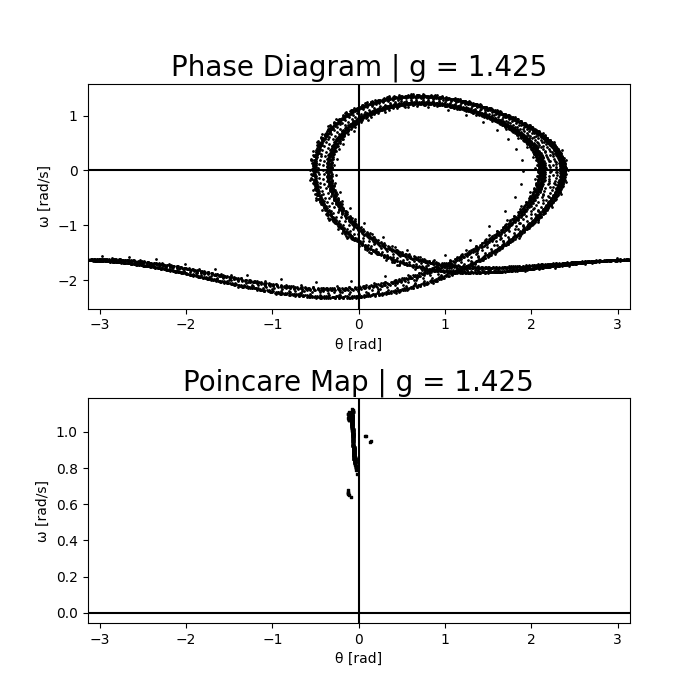 Phase Diagram | g = 1.425
1
0
−1
−2
ω [rad/s]
−3 −2 −1 0 1 2 3
θ [rad]
Poincare Map | g = 1.425
1.0
0.8
0.6
0.4
0.2
0.0
ω [rad/s]
−3 −2 −1 0 1 2 3
θ [rad]